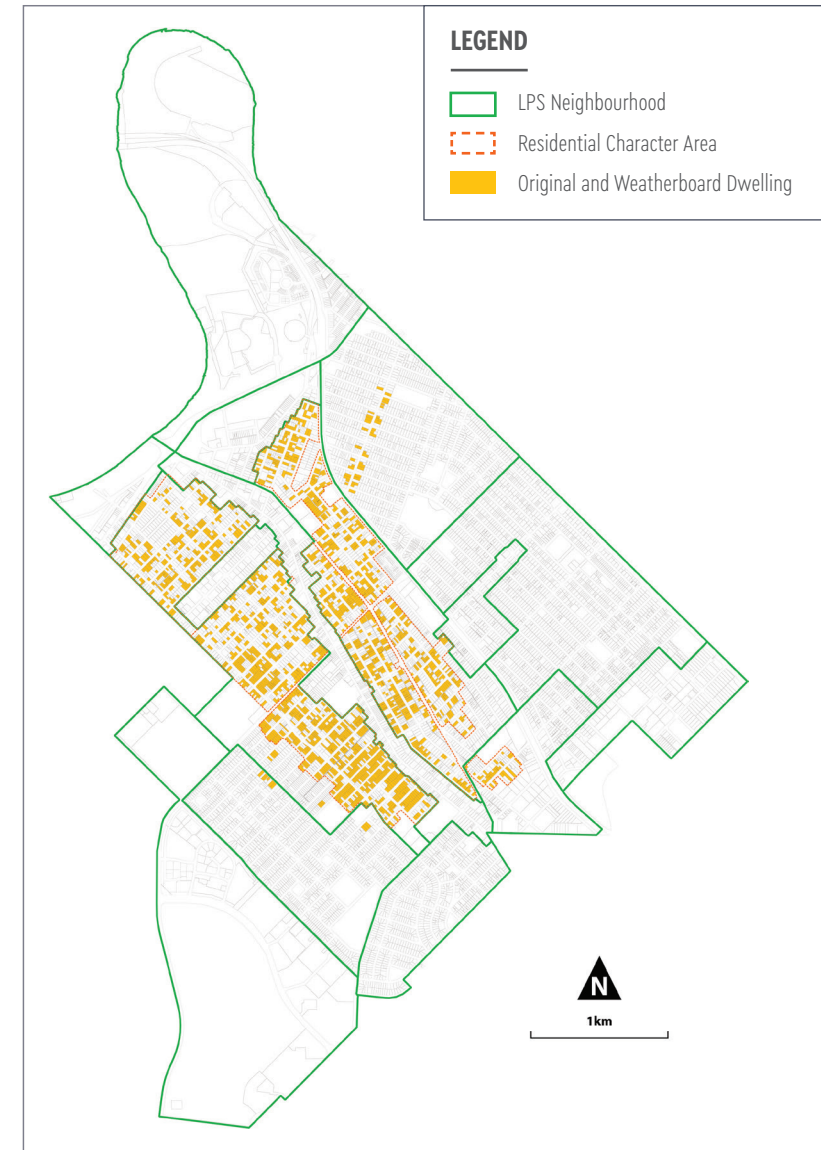 LEGEND
LPS Neighbourhood
Residential Character Area
Original and Weatherboard Dwelling
N
1km